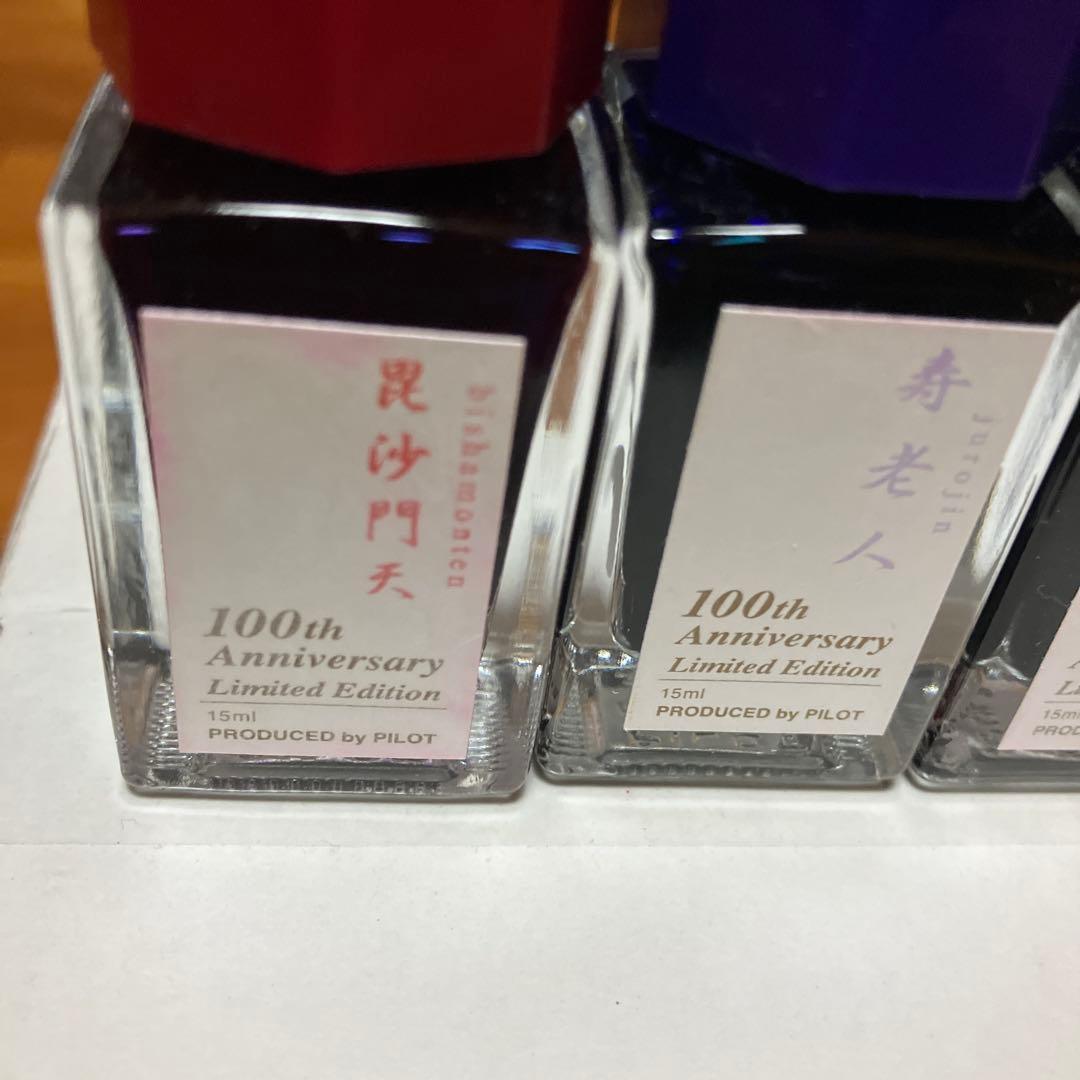 毘沙門天
bishamonten
100th
Anniversary
Limited Edition
15ml
PRODUCED by PILOT
寿老人
jurojin
100th
Anniversary
Limited Edition
15ml
PRODUCED by PILOT
15ml